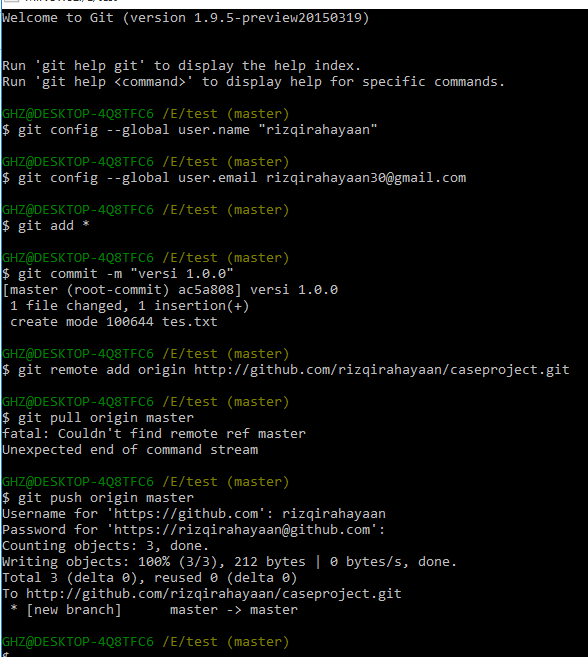 Welcome to Git (version 1.9.5-preview20150319)
Run 'git help git' to display the help index.
Run 'git help <command>' to display help for specific commands.
GHZ@DESKTOP-4Q8TFC6 /E/test (master)
$ git config --global user.name "rizqirahayaan"
GHZ@DESKTOP-4Q8TFC6 /E/test (master)
$ git config --global user.email rizqirahayaan30@gmail.com
GHZ@DESKTOP-4Q8TFC6 /E/test (master)
$ git add *
GHZ@DESKTOP-4Q8TFC6 /E/test (master)
$ git commit -m "versi 1.0.0"
[master (root-commit) ac5a808] versi 1.0.0
1 file changed, 1 insertion(+)
create mode 100644 tes.txt
GHZ@DESKTOP-4Q8TFC6 /E/test (master)
$ git remote add origin http://github.com/rizqirahayaan/caseproject.git
GHZ@DESKTOP-4Q8TFC6 /E/test (master)
$ git pull origin master
fatal: Couldn't find remote ref master
Unexpected end of command stream
GHZ@DESKTOP-4Q8TFC6 /E/test (master)
$ git push origin master
Username for 'https://github.com': rizqirahayaan
Password for 'https://rizqirahayaan@github.com':
Counting objects: 3, done.
Writing objects: 100% (3/3), 212 bytes | 0 bytes/s, done.
Total 3 (delta 0), reused 0 (delta 0)
To http://github.com/rizqirahayaan/caseproject.git
* [new branch]      master -> master
GHZ@DESKTOP-4Q8TFC6 /E/test (master)
$